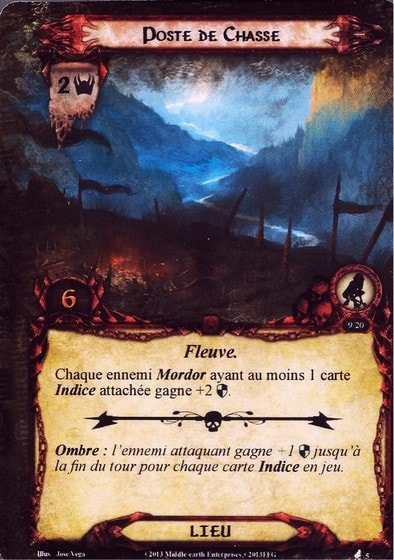 Poste de Chasse
2
6
9/20
Fleuve.
Chaque ennemi Mordor ayant au moins 1 carte
Indice attachée gagne +2 .
Ombre : l'ennemi attaquant gagne +1 jusqu'à
la fin du tour pour chaque carte Indice en jeu.
LIEU
Illus. Jose Vega ©2013 Middle earth Enterprises, ©2013 FFG 5